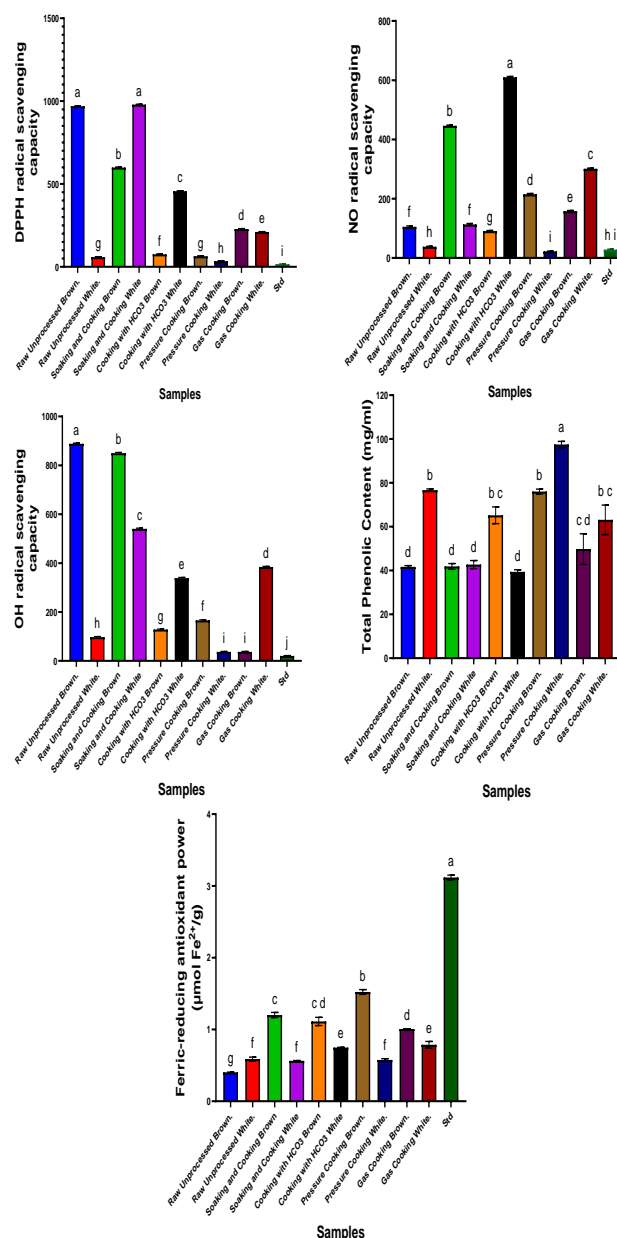 DPPH radical scavenging
capacity
1500
1000
500
0
a
g
b
a
f
c
g
h
d
e
i
Raw Unprocessed Brown.
Raw Unprocessed White.
Soaking and Cooking Brown
Soaking and Cooking White
Cooking with HCO3 Brown
Cooking with HCO3 White
Pressure Cooking Brown.
Pressure Cooking White.
Gas Cooking Brown.
Gas Cooking White.
Std
Samples
NO radical scavenging
capacity
800
600
400
200
0
f
h
b
f
g
a
d
i
e
c
h i
Raw Unprocessed Brown.
Raw Unprocessed White.
Soaking and Cooking Brown
Soaking and Cooking White
Cooking with HCO3 Brown
Cooking with HCO3 White
Pressure Cooking Brown.
Pressure Cooking White.
Gas Cooking Brown.
Gas Cooking White.
Std
Samples
OH radical scavenging
capacity
1000
800
600
400
200
0
a
h
b
c
g
e
f
i
i
d
j
Raw Unprocessed Brown.
Raw Unprocessed White.
Soaking and Cooking Brown
Soaking and Cooking White
Cooking with HCO3 Brown
Cooking with HCO3 White
Pressure Cooking Brown.
Pressure Cooking White.
Gas Cooking Brown.
Gas Cooking White.
Std
Samples
Total Phenolic Content (mg/ml)
120
100
80
60
40
20
0
d
b
d
d
b c
d
b
a
c d
b c
Raw Unprocessed Brown.
Raw Unprocessed White.
Soaking and Cooking Brown
Soaking and Cooking White
Cooking with HCO3 Brown
Cooking with HCO3 White
Pressure Cooking Brown.
Pressure Cooking White.
Gas Cooking Brown.
Gas Cooking White.
Samples
Ferric-reducing antioxidant power
(µmol Fe²⁺/g)
4
3
2
1
0
g
f
c
f
c d
e
b
f
d
e
a
Raw Unprocessed Brown.
Raw Unprocessed White.
Soaking and Cooking Brown
Soaking and Cooking White
Cooking with HCO3 Brown
Cooking with HCO3 White
Pressure Cooking Brown.
Pressure Cooking White.
Gas Cooking Brown.
Gas Cooking White.
Std
Samples